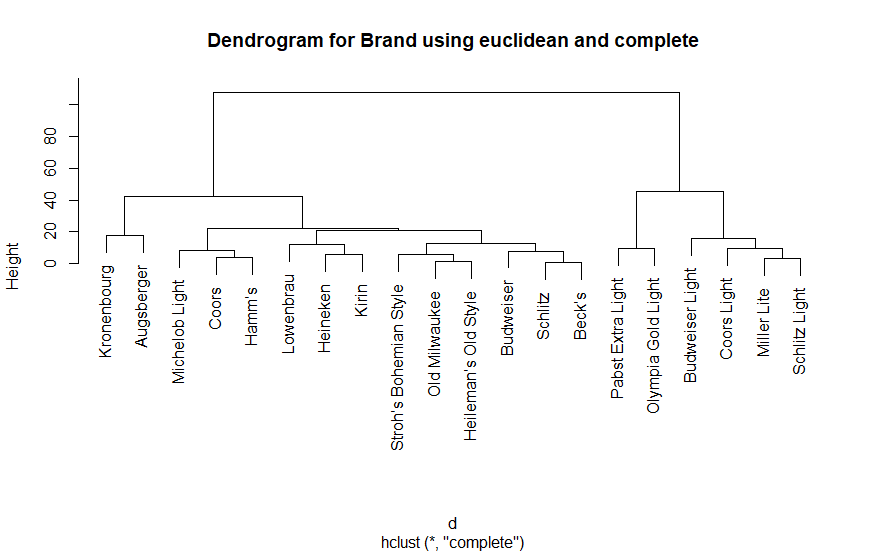 Dendrogram for Brand using euclidean and complete
Height
0
20
40
60
80
Kronenbourg
Augsberger
Michelob Light
Coors
Hamm's
Lowenbrau
Heineken
Kirin
Stroh's Bohemian Style
Old Milwaukee
Heileman's Old Style
Budweiser
Schlitz
Beck's
Pabst Extra Light
Olympia Gold Light
Budweiser Light
Coors Light
Miller Lite
Schlitz Light
d
hclust (*, "complete")